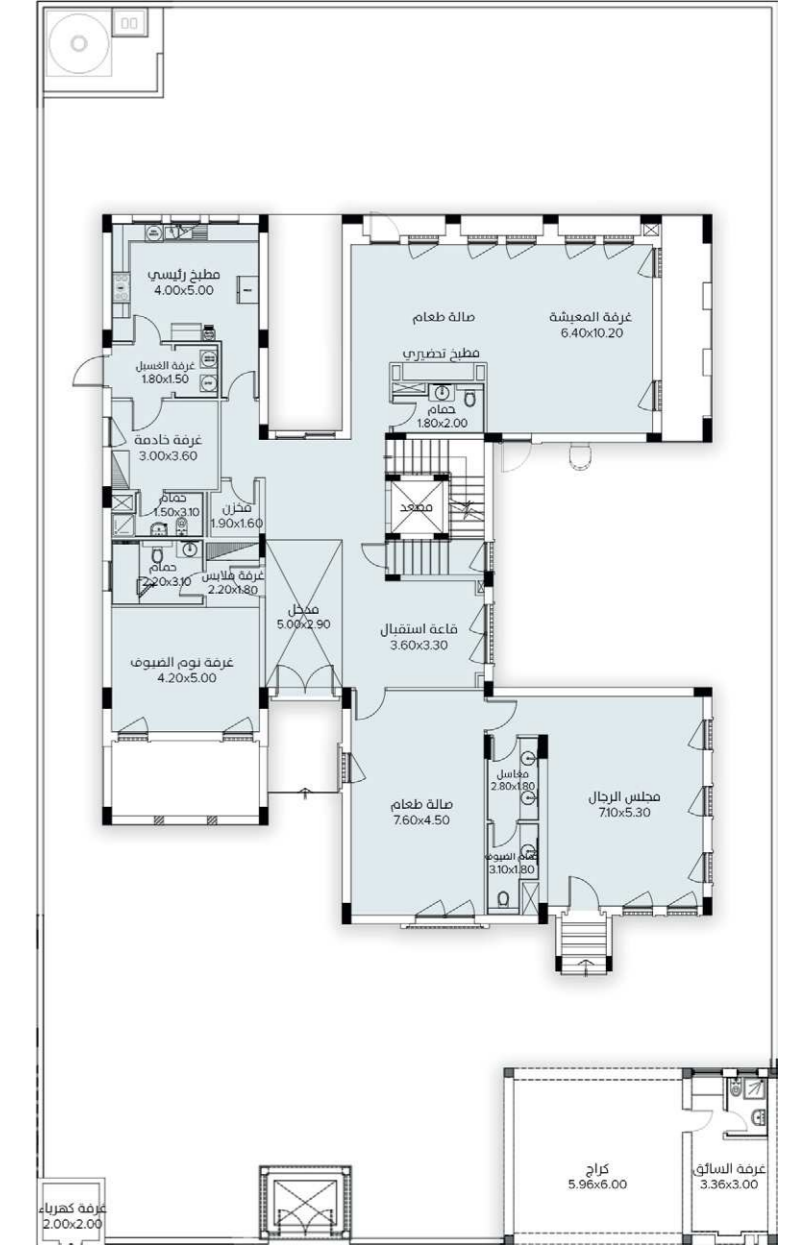 مطبخ رئيسي
4.00x5.00
صالة طعام
غرفة المعيشة
6.40x10.20
مطبخ تحضيري
غرفة الغسيل
1.80x1.50
حمام
1.80x2.00
غرفة خادمة
3.00x3.60
حمام
1.50x3.10
مخزن
1.90x1.60
مصعد
حمام
2.20x3.10
غرفة ملابس
2.20x1.80
مدخل
5.00x2.90
قاعة استقبال
3.60x3.30
غرفة نوم الضيوف
4.20x5.00
مغاسل
2.80x1.80
صالة طعام
7.60x4.50
مجلس الرجال
7.10x5.30
حمام الضيوف
3.10x1.80
كراج
5.96x6.00
غرفة السائق
3.36x3.00
غرفة كهرباء
2.00x2.00